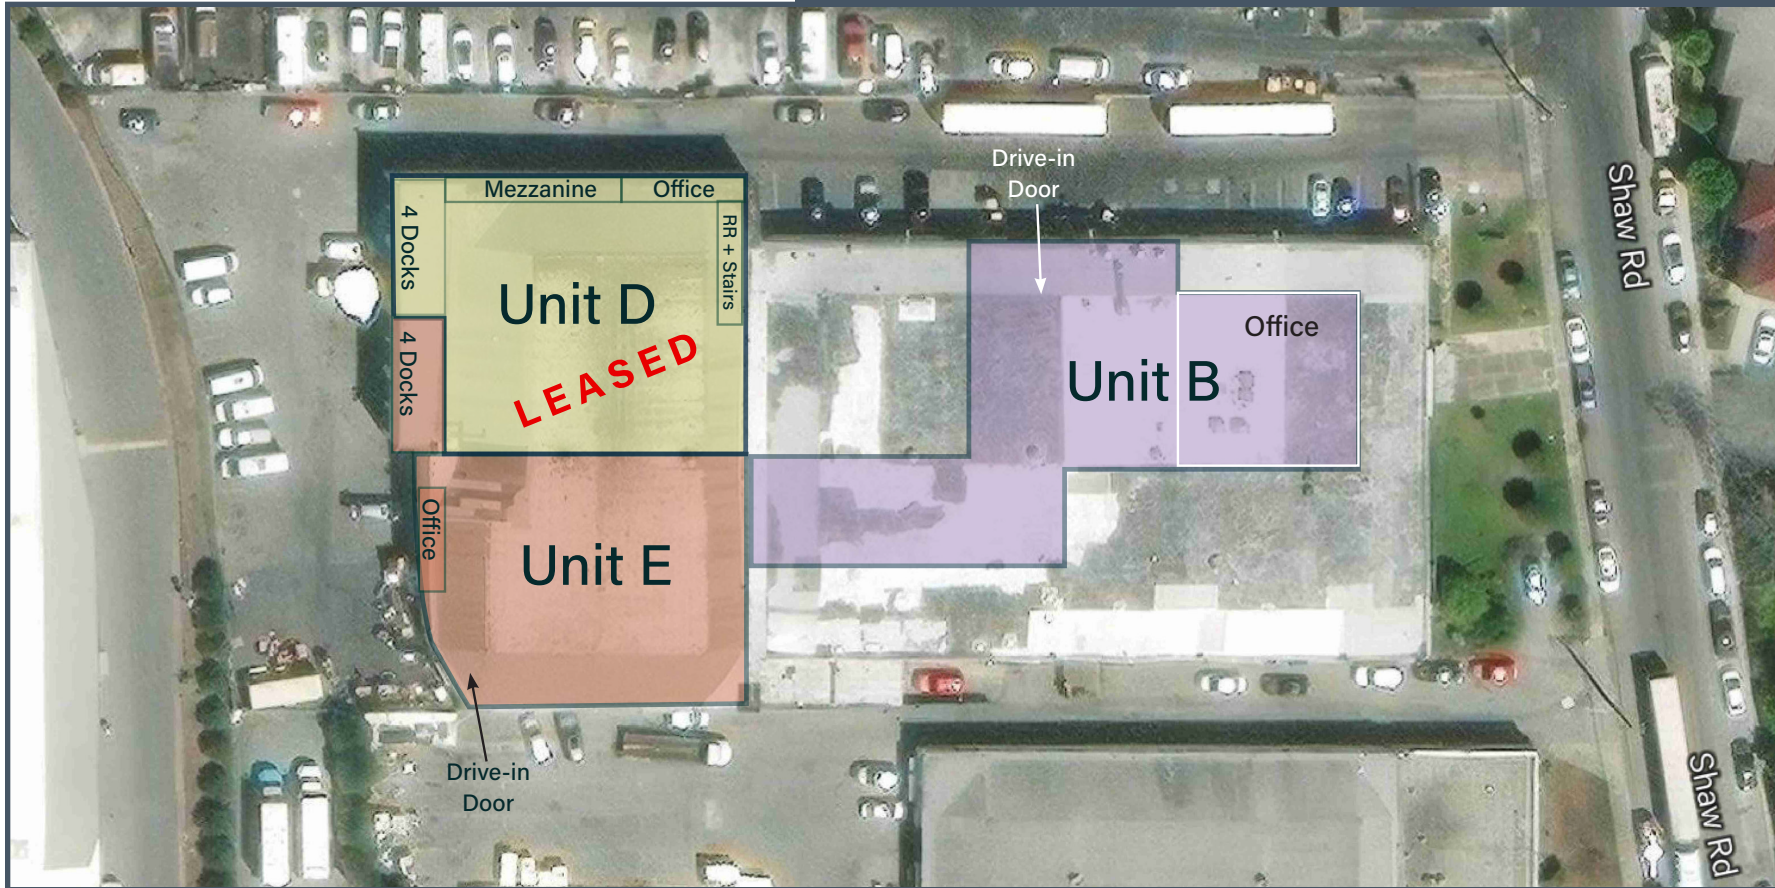 Mezzanine
Office
4 Docks
RR + Stairs
Unit D
LEASED
4 Docks
Office
Unit E
Drive-in
Door
Drive-in
Door
Office
Unit B
Shaw Rd
Shaw Rd